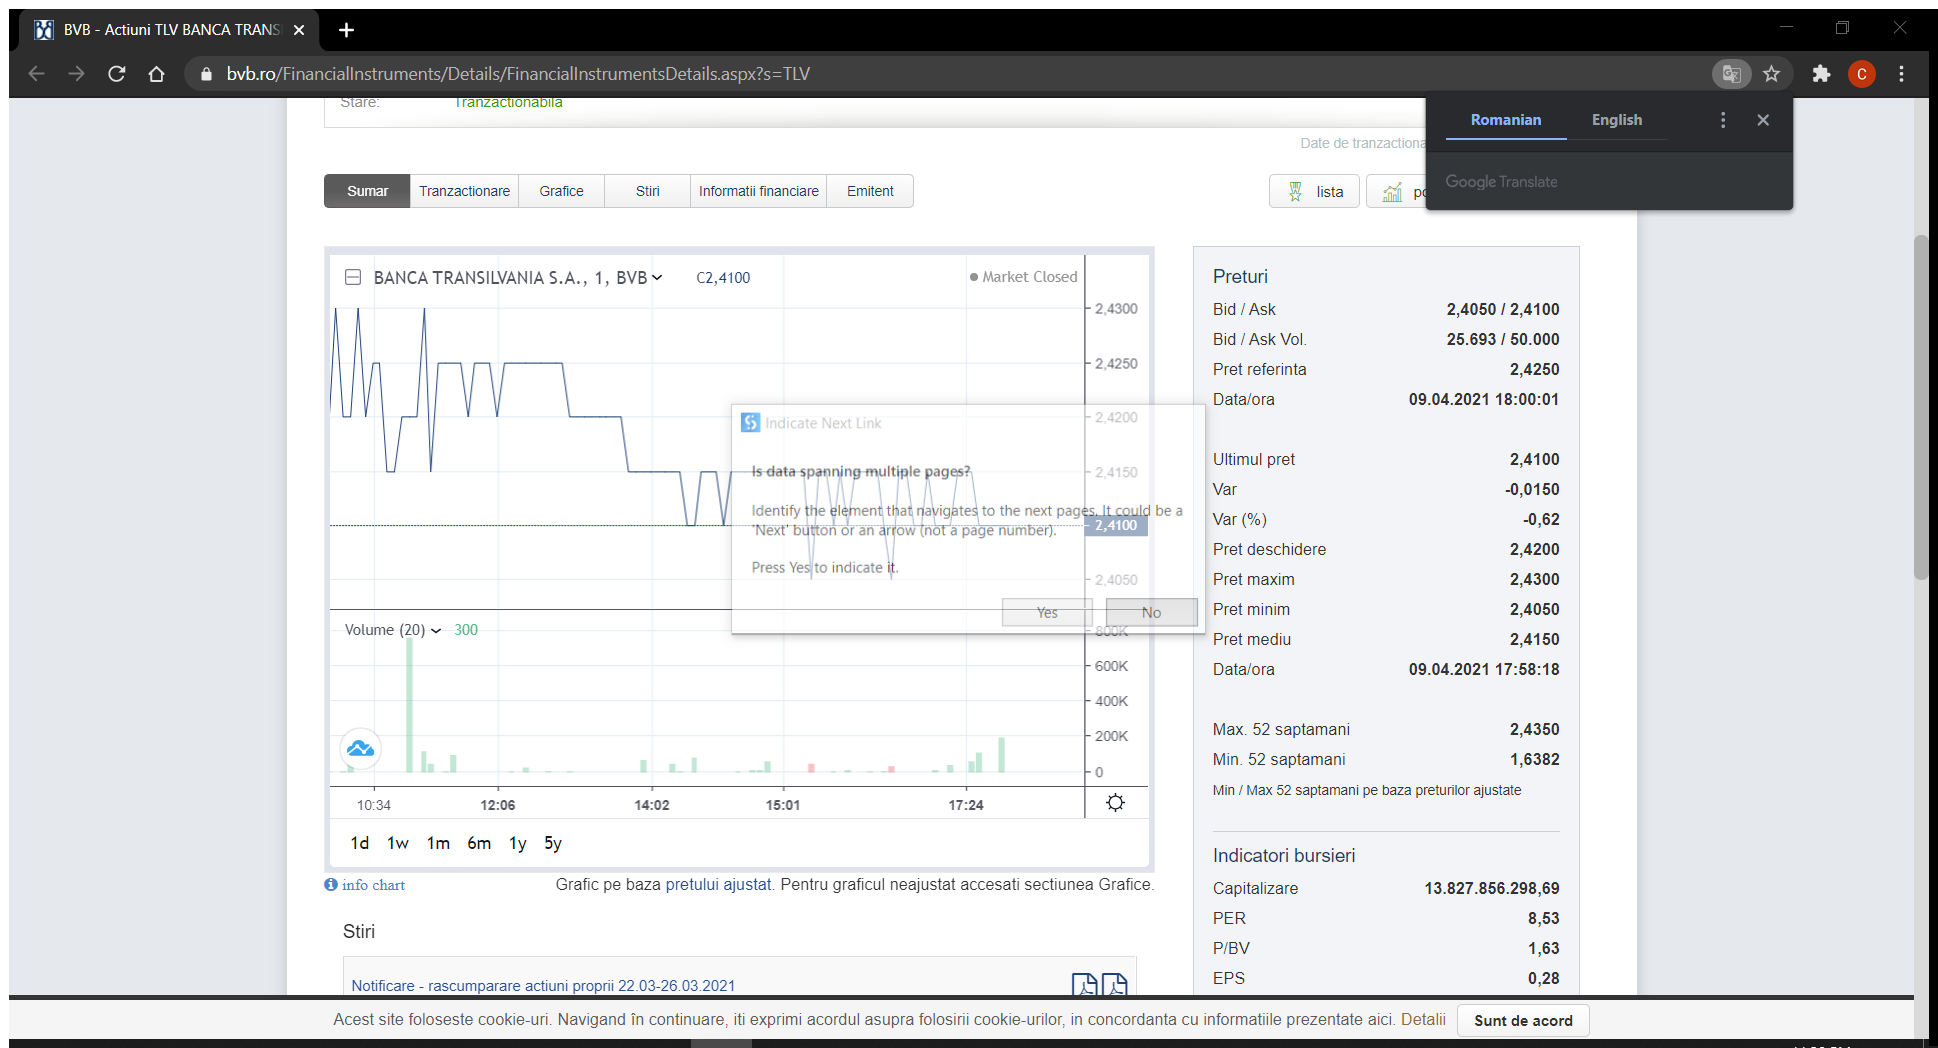 BVB - Actiuni TLV BANCA TRANS
bvb.ro/FinancialInstruments/Details/FinancialInstrumentsDetails.aspx?s=TLV
C
Stare: Tranzactionabila
Romanian English
Date de tranzactiona
Google Translate
Sumar Tranzactionare Grafice Stiri Informatii financiare Emitent
lista
BANCA TRANSILVANIA S.A., 1, BVB C2,4100 Market Closed
2,4300
2,4250
2,4200
2,4150
2,4100
2,4050
Indicate Next Link
Is data spanning multiple pages?
Identify the element that navigates to the next pages. It could be a
'Next' button or an arrow (not a page number).
Press Yes to indicate it.
Yes No
Volume (20) 300
800K
600K
400K
200K
0
10:34 12:06 14:02 15:01 17:24
1d 1w 1m 6m 1y 5y
info chart
Grafic pe baza pretului ajustat. Pentru graficul neajustat accesati sectiunea Grafice.
Stiri
Notificare - rascumparare actiuni proprii 22.03-26.03.2021
Preturi
Bid / Ask 2,4050 / 2,4100
Bid / Ask Vol. 25.693 / 50.000
Pret referinta 2,4250
Data/ora 09.04.2021 18:00:01
Ultimul pret 2,4100
Var -0,0150
Var (%) -0,62
Pret deschidere 2,4200
Pret maxim 2,4300
Pret minim 2,4050
Pret mediu 2,4150
Data/ora 09.04.2021 17:58:18
Max. 52 saptamani 2,4350
Min. 52 saptamani 1,6382
Min / Max 52 saptamani pe baza preturilor ajustate
Indicatori bursieri
Capitalizare 13.827.856.298,69
PER 8,53
P/BV 1,63
EPS 0,28
Acest site foloseste cookie-uri. Navigand în continuare, iti exprimi acordul asupra folosirii cookie-urilor, in concordanta cu informatiile prezentate aici. Detalii
Sunt de acord